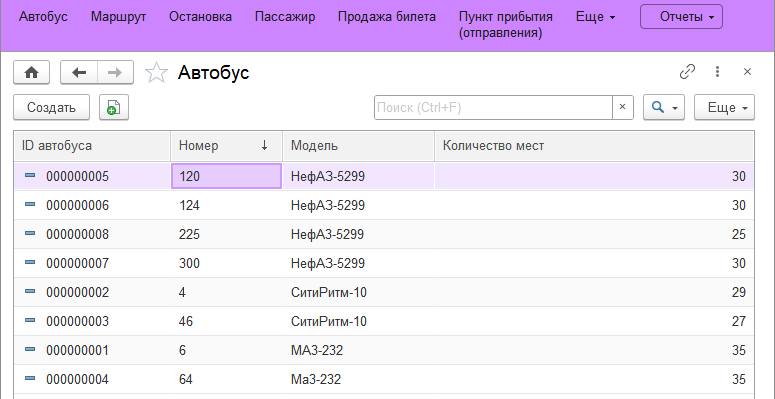 Автобус Маршрут Остановка Пассажир Продажа билета Пункт прибытия Еще Отчеты
(отправления)
Автобус
Создать Поиск (Ctrl+F) × Еще
ID автобуса Номер ↓ Модель Количество мест
000000005 120 НефАЗ-5299 30
000000006 124 НефАЗ-5299 30
000000008 225 НефАЗ-5299 25
000000007 300 НефАЗ-5299 30
000000002 4 СитиРитм-10 29
000000003 46 СитиРитм-10 27
000000001 6 МАЗ-232 35
000000004 64 МаЗ-232 35